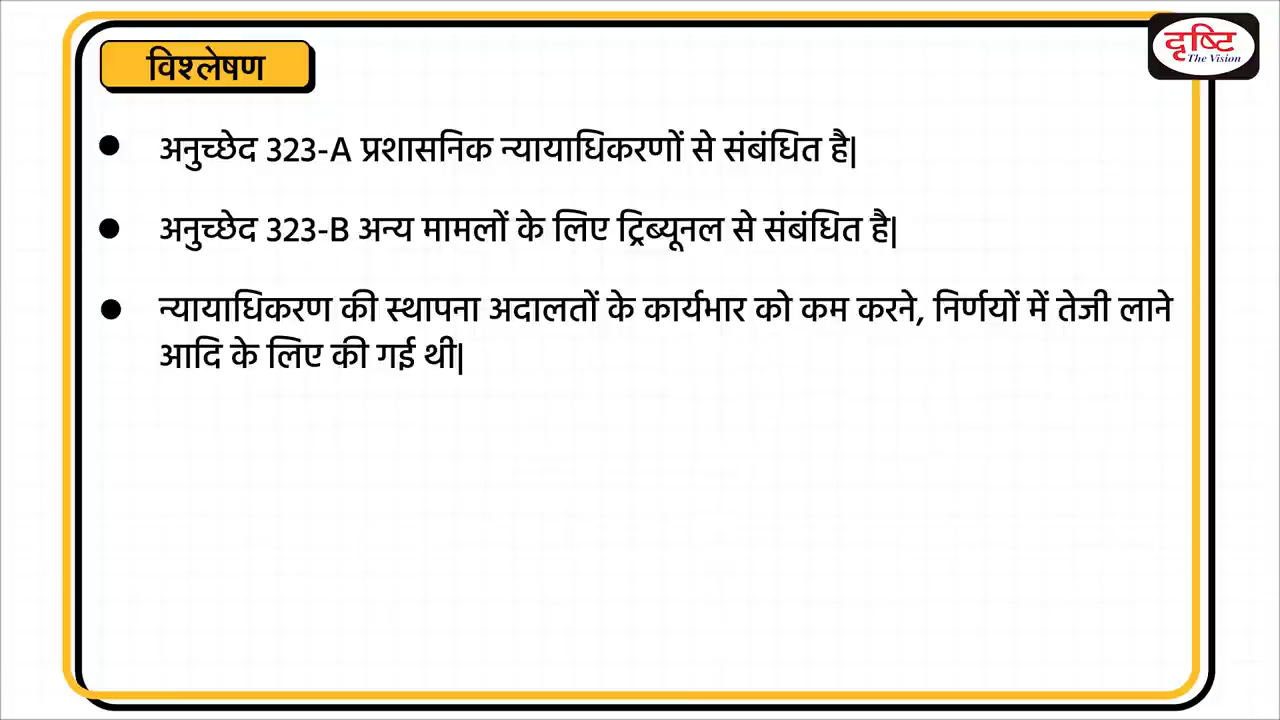 दृष्टि
The Vision
विश्लेषण
● अनुच्छेद 323-A प्रशासनिक न्यायाधिकरणों से संबंधित है|
● अनुच्छेद 323-B अन्य मामलों के लिए ट्रिब्यूनल से संबंधित है|
● न्यायाधिकरण की स्थापना अदालतों के कार्यभार को कम करने, निर्णयों में तेजी लाने
आदि के लिए की गई थी|